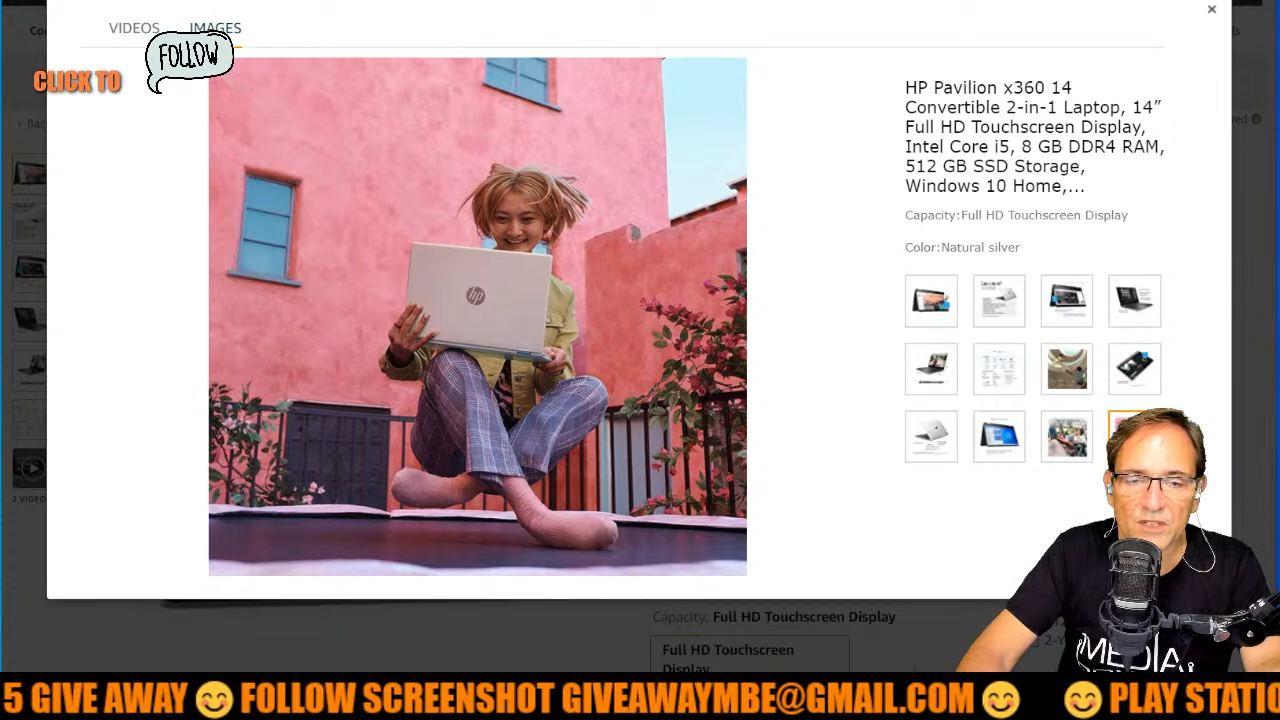 VIDEOS
IMAGES
FOLLOW
CLICK TO
HP Pavilion x360 14
Convertible 2-in-1 Laptop, 14”
Full HD Touchscreen Display,
Intel Core i5, 8 GB DDR4 RAM,
512 GB SSD Storage,
Windows 10 Home,...
Capacity:Full HD Touchscreen Display
Color:Natural silver
hp
2 VIDEO
Capacity: Full HD Touchscreen Display
Full HD Touchscreen
Display
MEDIA
5 GIVE AWAY 😊 FOLLOW SCREENSHOT GIVEAWAYMBE@GMAIL.COM 😊 😊 PLAY STATIO